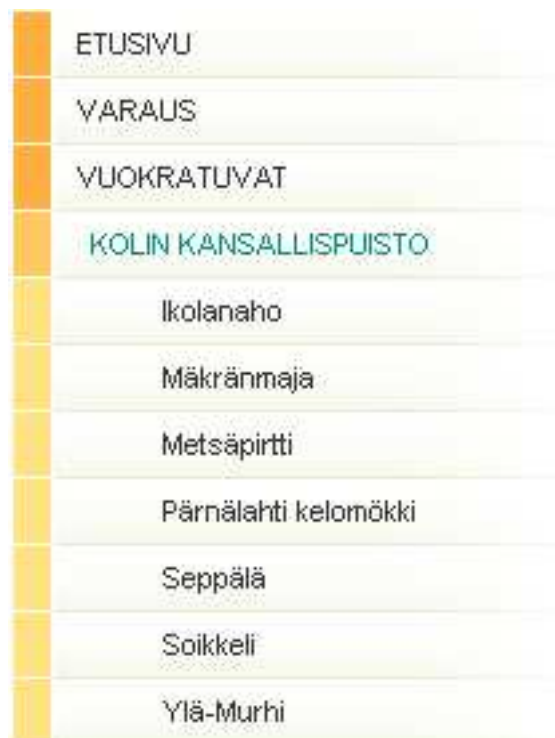 ETUSIVU
VARAUS
VUOKRATUVAT
KOLIN KANSALLISPUISTO
Ikolanaho
Mäkränmaja
Metsäpirtti
Pärnälahti kelomökki
Seppälä
Soikkeli
Ylä-Murhi